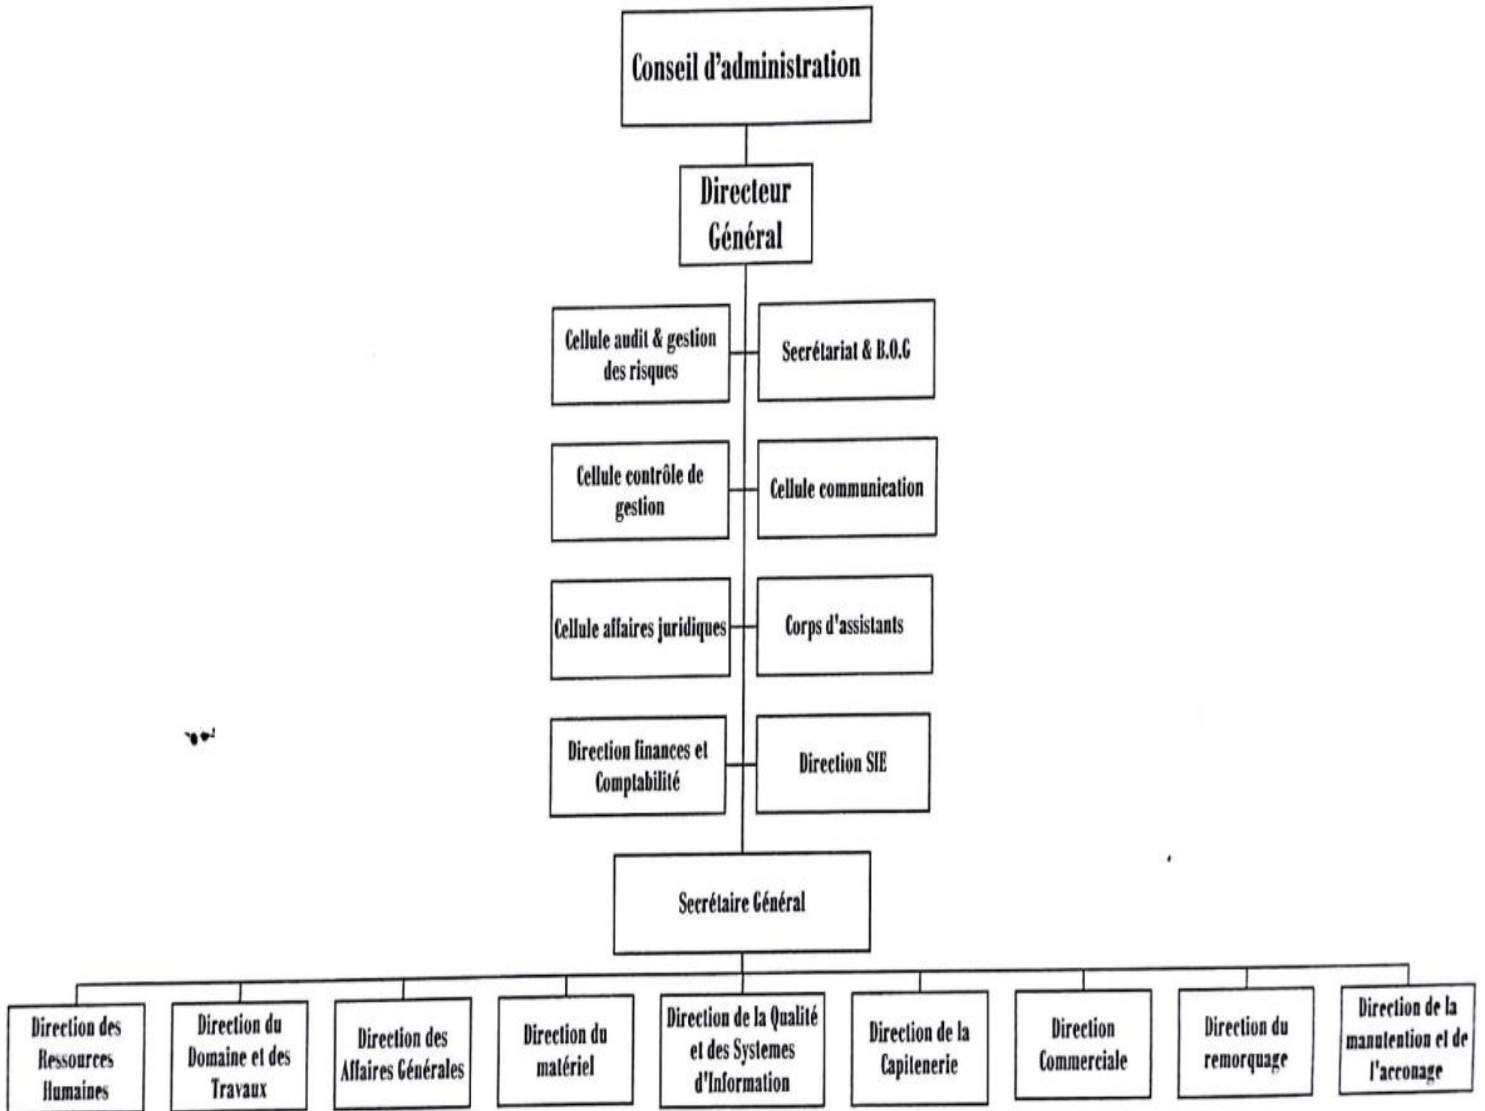 Conseil d'administration
Directeur
Général
Cellule audit & gestion
des risques
Secrétariat & B.O.G
Cellule contrôle de
gestion
Cellule communication
Cellule affaires juridiques
Corps d'assistants
Direction finances et
Comptabilité
Direction SIE
Secrétaire Général
Direction des
Ressources
Humaines
Direction du
Domaine et des
Travaux
Direction des
Affaires Générales
Direction du
matériel
Direction de la Qualité
et des Systemes
d'Information
Direction de la
Capitenerie
Direction
Commerciale
Direction du
remorquage
Direction de la
manutention et de
l'acconage